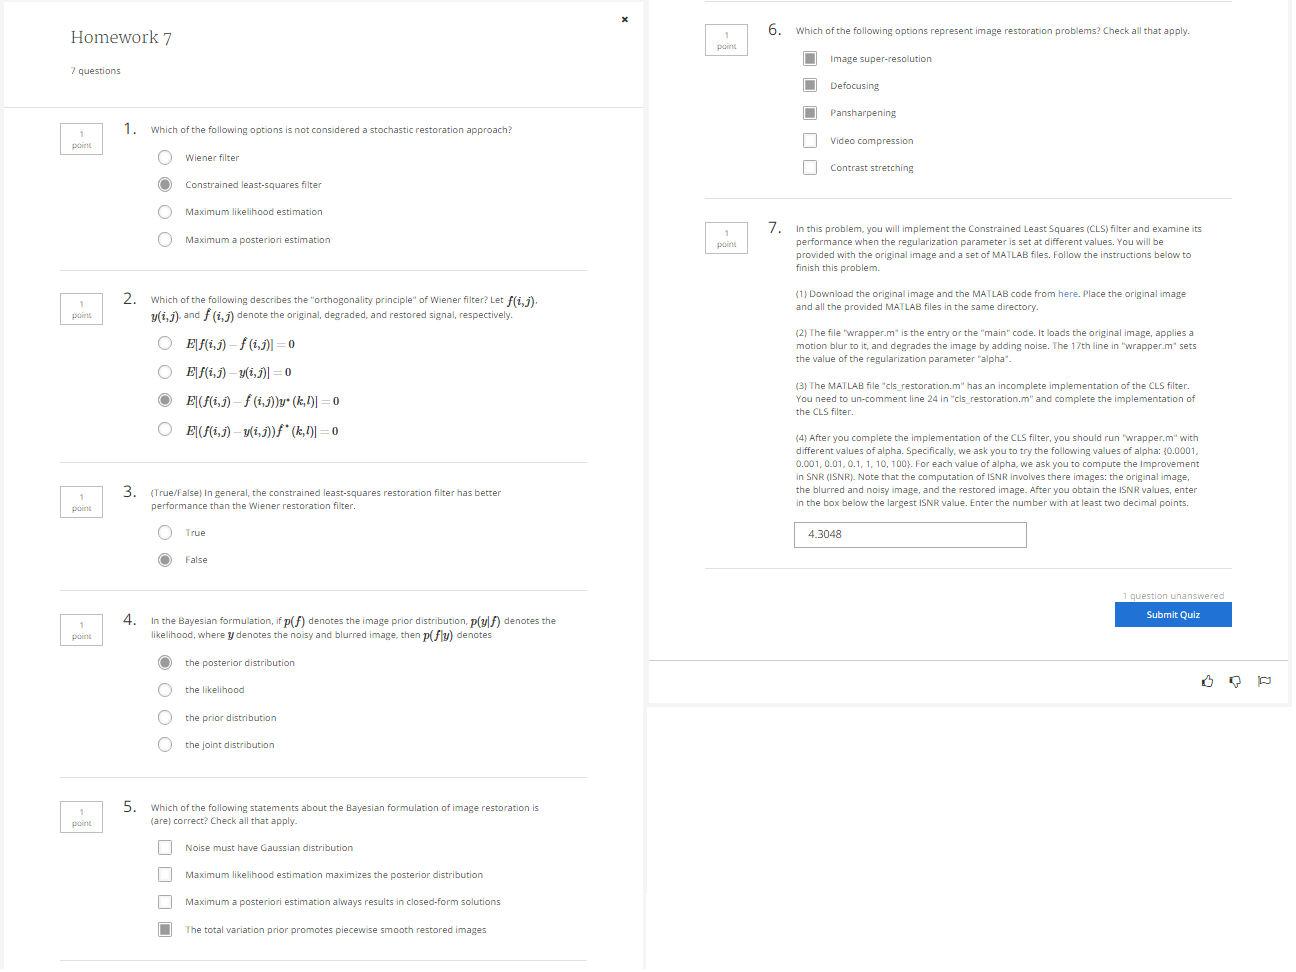 Homework 7
7 questions
1
point
1.
Which of the following options is not considered a stochastic restoration approach?
Wiener filter
Constrained least-squares filter
Maximum likelihood estimation
Maximum a posteriori estimation
1
point
2.
Which of the following describes the "orthogonality principle" of Wiener filter? Let f(i,j),
y(i,j), and f̂(i,j) denote the original, degraded, and restored signal, respectively.
E[f(i,j) − f̂(i,j)] = 0
E[f(i,j) − y(i,j)] = 0
E[(f(i,j) − f̂(i,j))y*(k,l)] = 0
E[(f(i,j) − y(i,j))f̂*(k,l)] = 0
1
point
3.
(True/False) In general, the constrained least-squares restoration filter has better
performance than the Wiener restoration filter.
True
False
1
point
4.
In the Bayesian formulation, if p(f) denotes the image prior distribution, p(y|f) denotes the
likelihood, where y denotes the noisy and blurred image, then p(f|y) denotes
the posterior distribution
the likelihood
the prior distribution
the joint distribution
1
point
5.
Which of the following statements about the Bayesian formulation of image restoration is
(are) correct? Check all that apply.
Noise must have Gaussian distribution
Maximum likelihood estimation maximizes the posterior distribution
Maximum a posteriori estimation always results in closed-form solutions
The total variation prior promotes piecewise smooth restored images
1
point
6.
Which of the following options represent image restoration problems? Check all that apply.
Image super-resolution
Defocusing
Pansharpening
Video compression
Contrast stretching
1
point
7.
In this problem, you will implement the Constrained Least Squares (CLS) filter and examine its
performance when the regularization parameter is set at different values. You will be
provided with the original image and a set of MATLAB files. Follow the instructions below to
finish this problem.
(1) Download the original image and the MATLAB code from here. Place the original image
and all the provided MATLAB files in the same directory.
(2) The file "wrapper.m" is the entry or the "main" code. It loads the original image, applies a
motion blur to it, and degrades the image by adding noise. The 17th line in "wrapper.m" sets
the value of the regularization parameter "alpha".
(3) The MATLAB file "cls_restoration.m" has an incomplete implementation of the CLS filter.
You need to un-comment line 24 in "cls_restoration.m" and complete the implementation of
the CLS filter.
(4) After you complete the implementation of the CLS filter, you should run "wrapper.m" with
different values of alpha. Specifically, we ask you to try the following values of alpha: {0.0001,
0.001, 0.01, 0.1, 1, 10, 100}. For each value of alpha, we ask you to compute the Improvement
in SNR (ISNR). Note that the computation of ISNR involves there images: the original image,
the blurred and noisy image, and the restored image. After you obtain the ISNR values, enter
in the box below the largest ISNR value. Enter the number with at least two decimal points.
4.3048
1 question unanswered
Submit Quiz